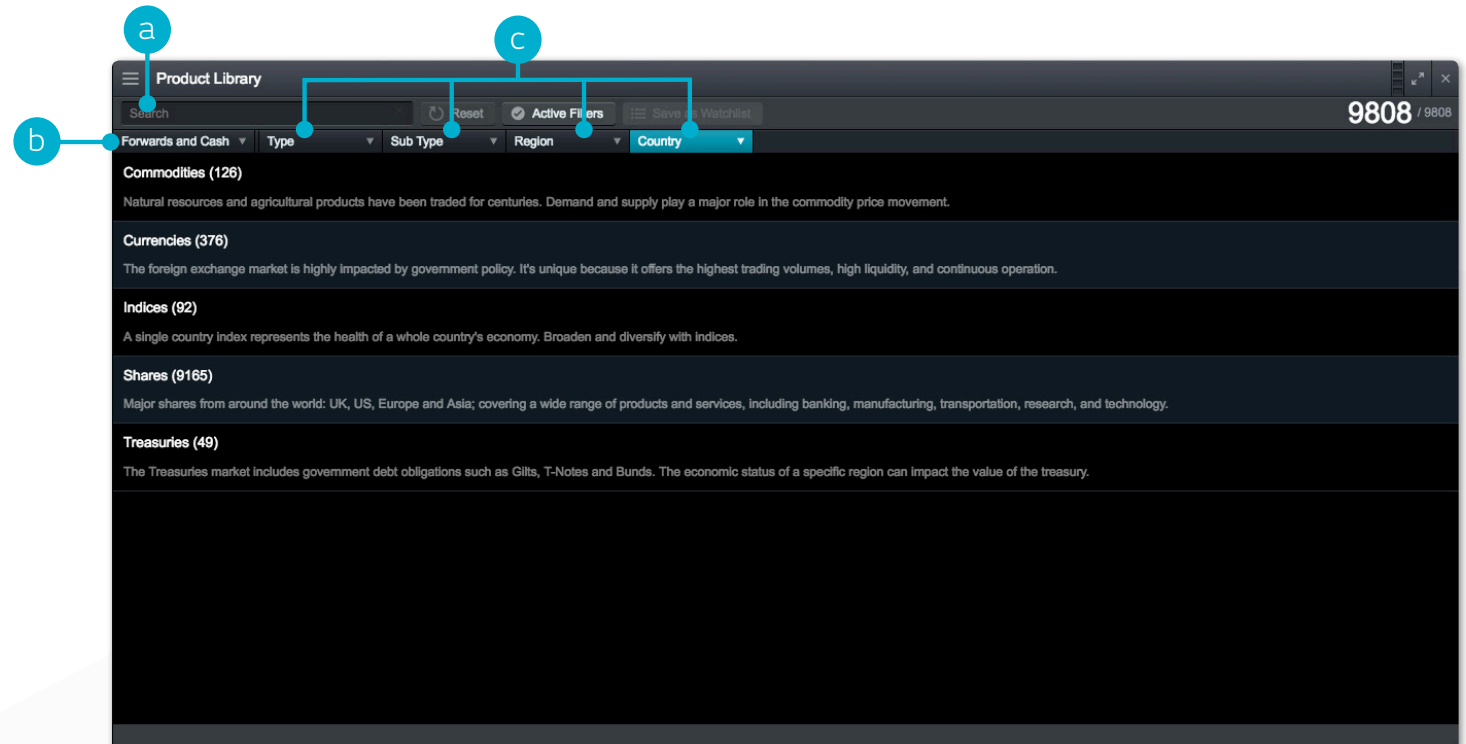 a
c
Product Library
b
Search
Reset
Active Filters
Save as Watchlist
9808 / 9808
Forwards and Cash
Type
Sub Type
Region
Country
Commodities (126)
Natural resources and agricultural products have been traded for centuries. Demand and supply play a major role in the commodity price movement.
Currencies (376)
The foreign exchange market is highly impacted by government policy. It's unique because it offers the highest trading volumes, high liquidity, and continuous operation.
Indices (92)
A single country index represents the health of a whole country's economy. Broaden and diversify with indices.
Shares (9165)
Major shares from around the world: UK, US, Europe and Asia; covering a wide range of products and services, including banking, manufacturing, transportation, research, and technology.
Treasuries (49)
The Treasuries market includes government debt obligations such as Gilts, T-Notes and Bunds. The economic status of a specific region can impact the value of the treasury.